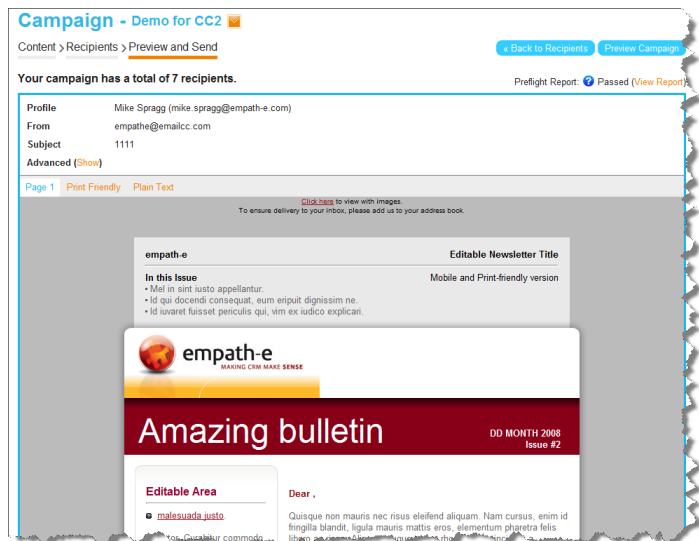 Campaign - Demo for CC2
Content > Recipients > Preview and Send
« Back to Recipients
Preview Campaign
Your campaign has a total of 7 recipients.
Preflight Report: ? Passed (View Report)
Profile Mike Spragg (mike.spragg@empath-e.com)
From empathe@emailcc.com
Subject 1111
Advanced (Show)
Page 1 Print Friendly Plain Text
Click here to view with images.
To ensure delivery to your inbox, please add us to your address book.
empath-e Editable Newsletter Title
In this Issue Mobile and Print-friendly version
• Mel in sint iusto appellantur.
• Id qui docendi consequat, eum eripuit dignissim ne.
• Id iuvaret fuisset periculis qui, vim ex iudico explicari.
empath-e
MAKING CRM MAKE SENSE
Amazing bulletin
DD MONTH 2008
Issue #2
Editable Area
malesuada justo.
Dear ,
Quisque non mauris nec risus eleifend aliquam. Nam cursus, enim id
fringilla blandit, ligula mauris mattis eros, elementum pharetra felis
Curabitur commodo